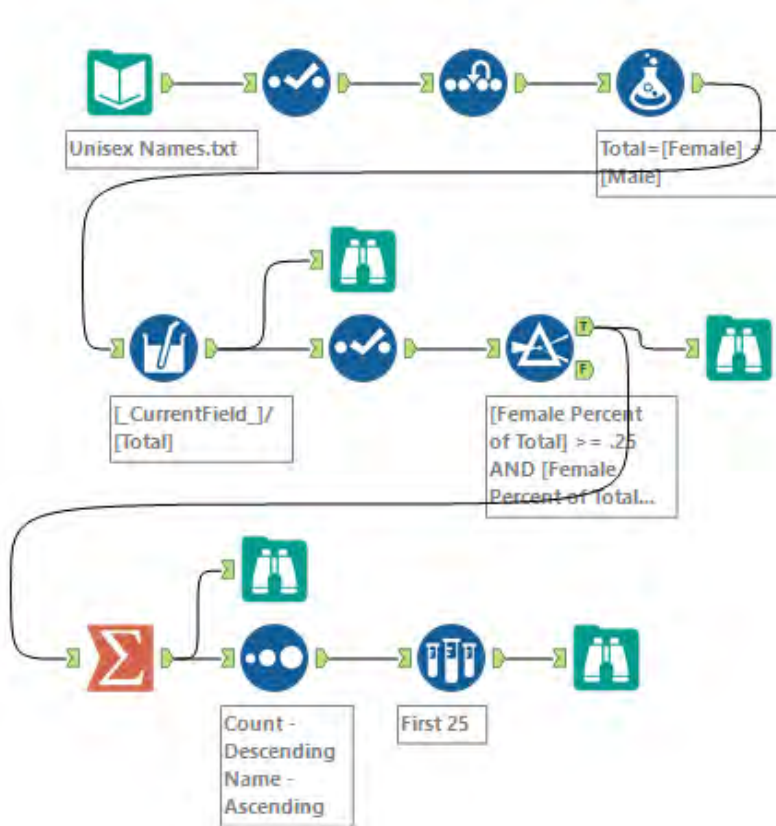 Unisex Names.txt
Total=[Female] +
[Male]
[_CurrentField_]/
[Total]
T
F
[Female Percent
of Total] >= .25
AND [Female
Percent of Total...
Count -
Descending
Name -
Ascending
First 25